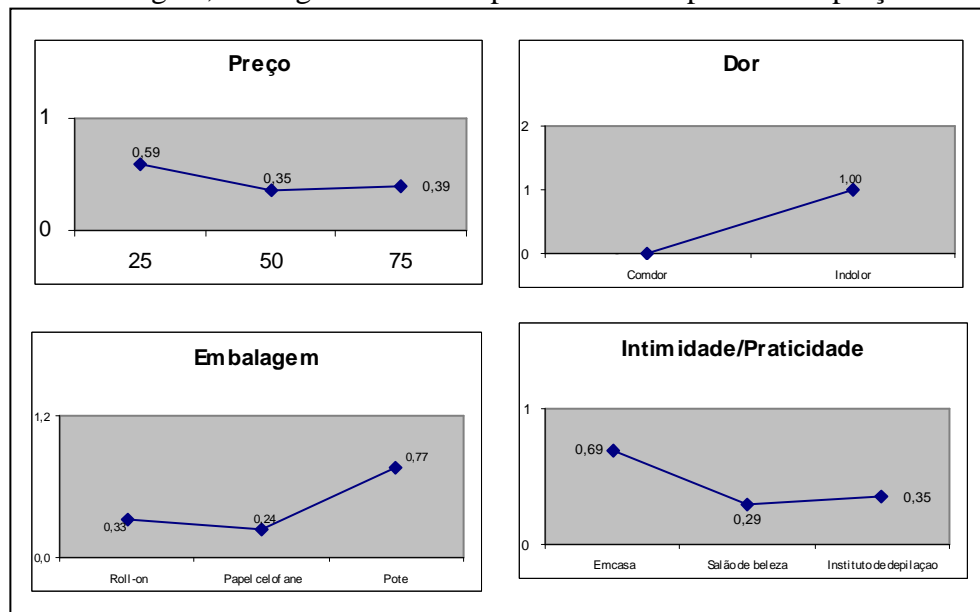 Preço
1
0,59
0,35
0,39
0
25 50 75
Dor
2
1
1,00
0
Comdor Indolor
Embalagem
1,2
0,77
0,33
0,24
0,0
Roll-on Papel celofane Pote
Intimidade/Praticidade
1
0,69
0,29
0,35
0
Emcasa Salão de beleza Instituto de depilaçao